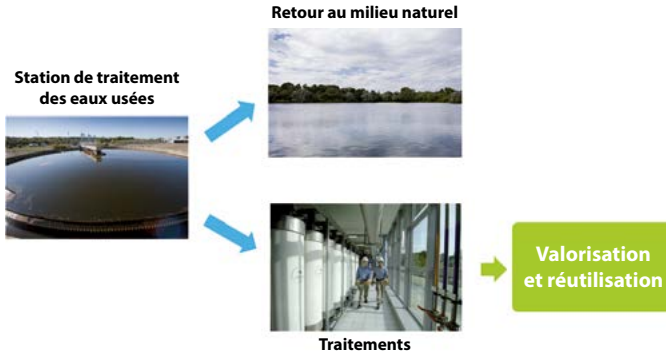 Retour au milieu naturel
Station de traitement
des eaux usées
Valorisation
et réutilisation
Traitements